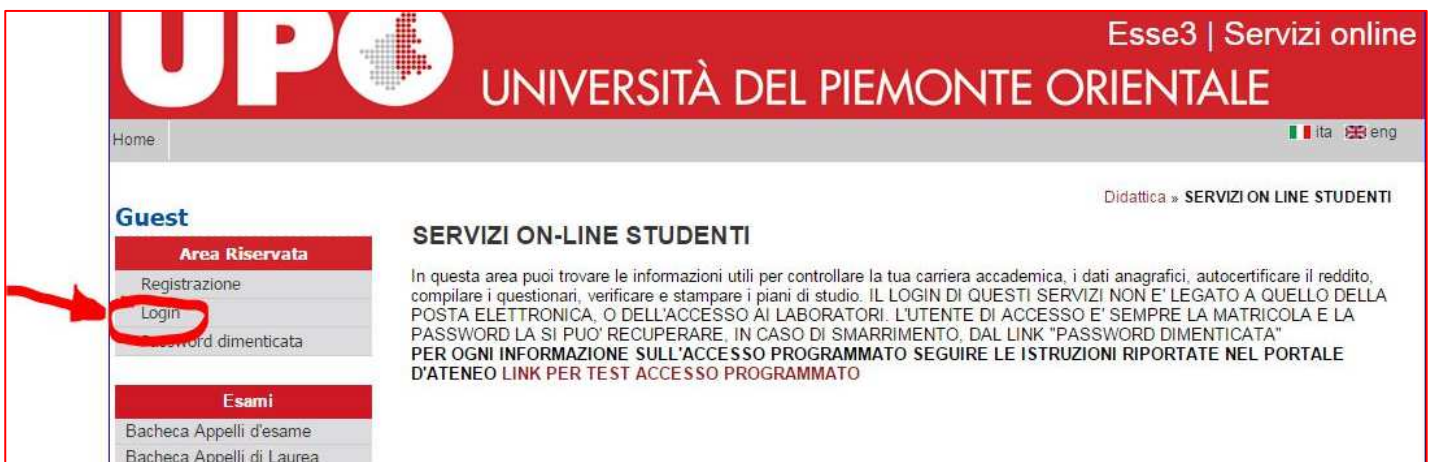 UPO
Esse3 | Servizi online
UNIVERSITÀ DEL PIEMONTE ORIENTALE
Home
ita eng
Didattica » SERVIZI ON LINE STUDENTI
Guest
Area Riservata
Registrazione
Login
Password dimenticata
Esami
Bacheca Appelli d'esame
Bacheca Appelli di Laurea
SERVIZI ON-LINE STUDENTI
In questa area puoi trovare le informazioni utili per controllare la tua carriera accademica, i dati anagrafici, autocertificare il reddito,
compilare i questionari, verificare e stampare i piani di studio. IL LOGIN DI QUESTI SERVIZI NON E' LEGATO A QUELLO DELLA
POSTA ELETTRONICA, O DELL'ACCESSO AI LABORATORI. L'UTENTE DI ACCESSO E' SEMPRE LA MATRICOLA E LA
PASSWORD LA SI PUO' RECUPERARE, IN CASO DI SMARRIMENTO, DAL LINK "PASSWORD DIMENTICATA"
PER OGNI INFORMAZIONE SULL'ACCESSO PROGRAMMATO SEGUIRE LE ISTRUZIONI RIPORTATE NEL PORTALE
D'ATENEO LINK PER TEST ACCESSO PROGRAMMATO